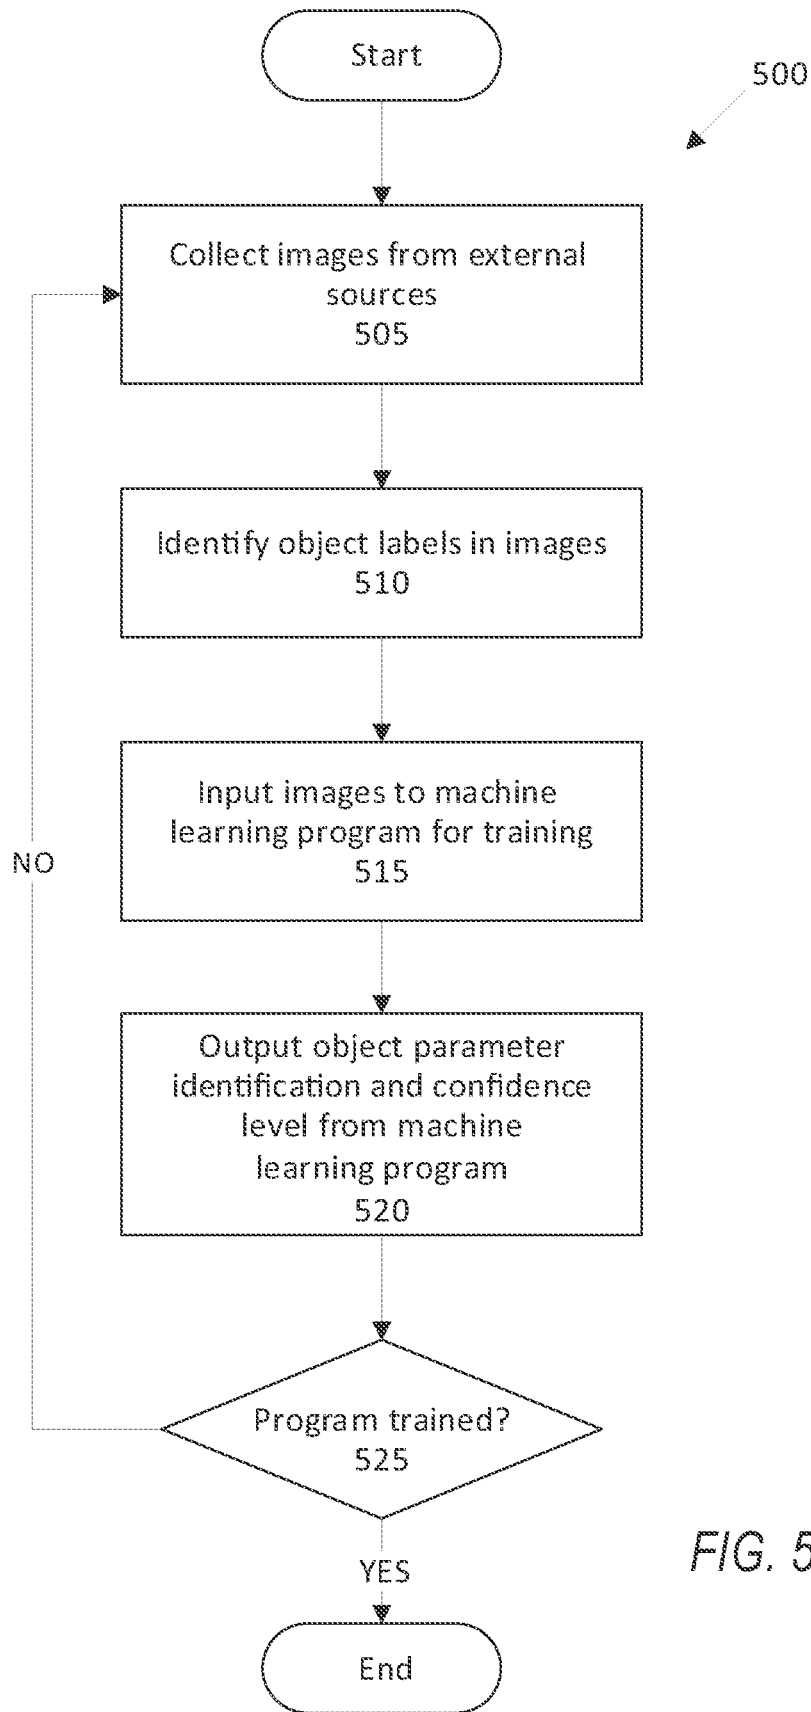 Start
500
Collect images from external
sources
505
Identify object labels in images
510
Input images to machine
learning program for training
515
NO
Output object parameter
identification and confidence
level from machine
learning program
520
Program trained?
525
FIG. 5
YES
End